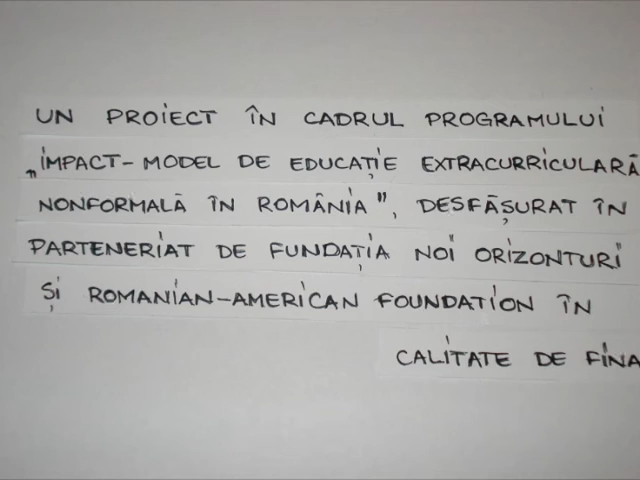 UN PROIECT ÎN CADRUL PROGRAMULUI
„IMPACT-MODEL DE EDUCAȚIE EXTRACURRICULARĂ
NONFORMALĂ ÎN ROMÂNIA", DESFĂȘURAT ÎN
PARTENERIAT DE FUNDAȚIA NOI ORIZONTURI
ȘI ROMANIAN-AMERICAN FOUNDATION ÎN
CALITATE DE FINA